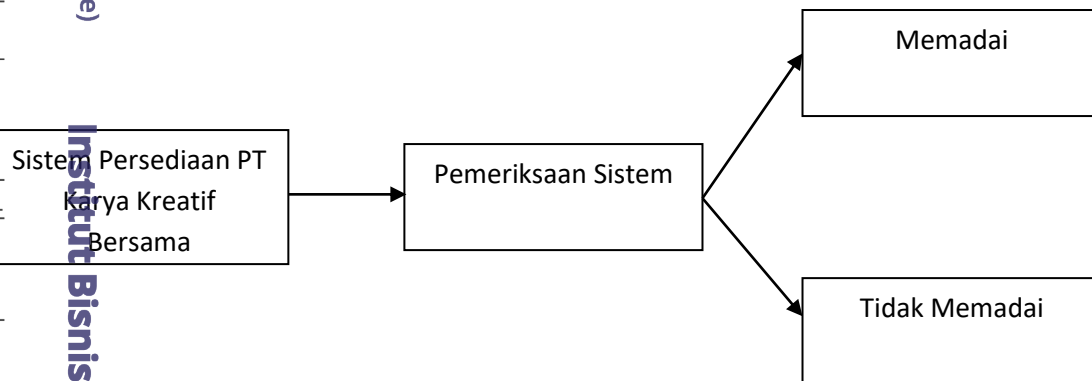 e)
Institut Bisnis
Sistem Persediaan PT
Karya Kreatif
Bersama
Pemeriksaan Sistem
Memadai
Tidak Memadai